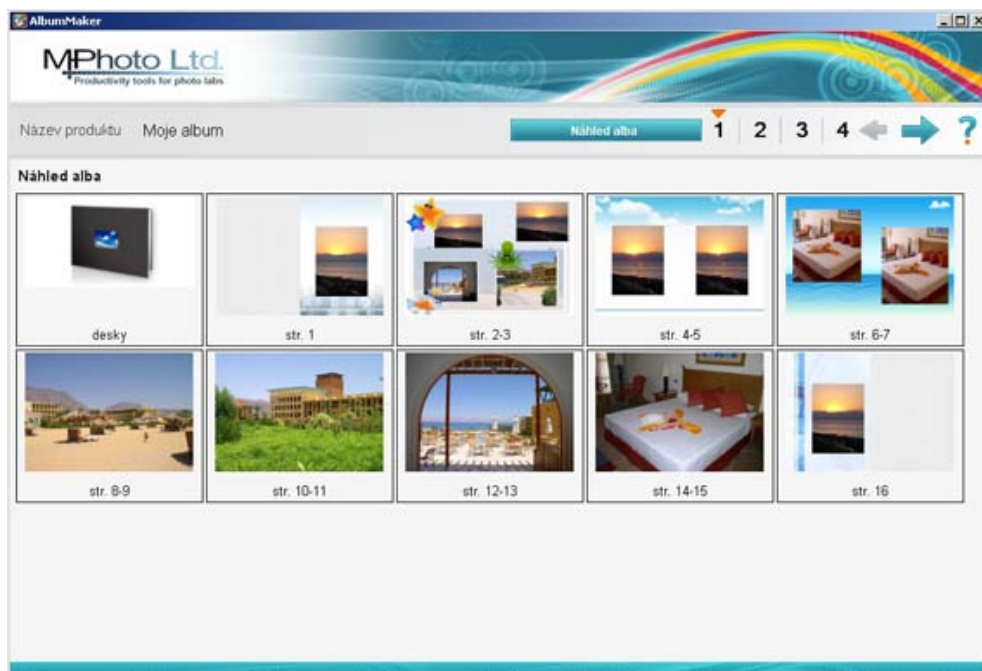 AlbumMaker
MPhoto Ltd.
Productivity tools for photo labs
Název produktu Moje album Náhled alba 1 2 3 4 ?
Náhled alba
desky str. 1 str. 2-3 str. 4-5 str. 6-7
str. 8-9 str. 10-11 str. 12-13 str. 14-15 str. 16